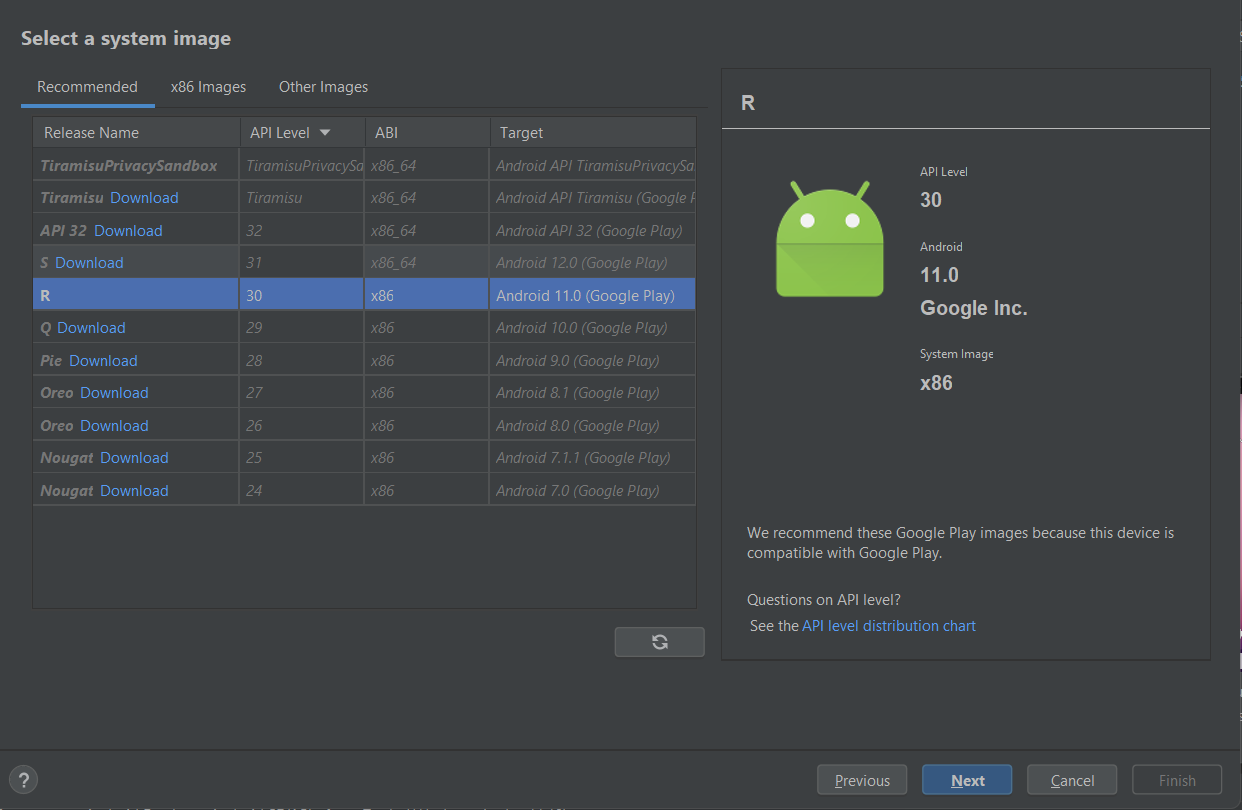 Select a system image
Recommended x86 Images Other Images
Release Name API Level ABI Target
TiramisuPrivacySandbox TiramisuPrivacySa x86_64 Android API TiramisuPrivacySa
Tiramisu Download Tiramisu x86_64 Android API Tiramisu (Google P
API 32 Download 32 x86_64 Android API 32 (Google Play)
S Download 31 x86_64 Android 12.0 (Google Play)
R 30 x86 Android 11.0 (Google Play)
Q Download 29 x86 Android 10.0 (Google Play)
Pie Download 28 x86 Android 9.0 (Google Play)
Oreo Download 27 x86 Android 8.1 (Google Play)
Oreo Download 26 x86 Android 8.0 (Google Play)
Nougat Download 25 x86 Android 7.1.1 (Google Play)
Nougat Download 24 x86 Android 7.0 (Google Play)
R
API Level
30
Android
11.0
Google Inc.
System Image
x86
We recommend these Google Play images because this device is
compatible with Google Play.
Questions on API level?
See the API level distribution chart
? Previous Next Cancel Finish